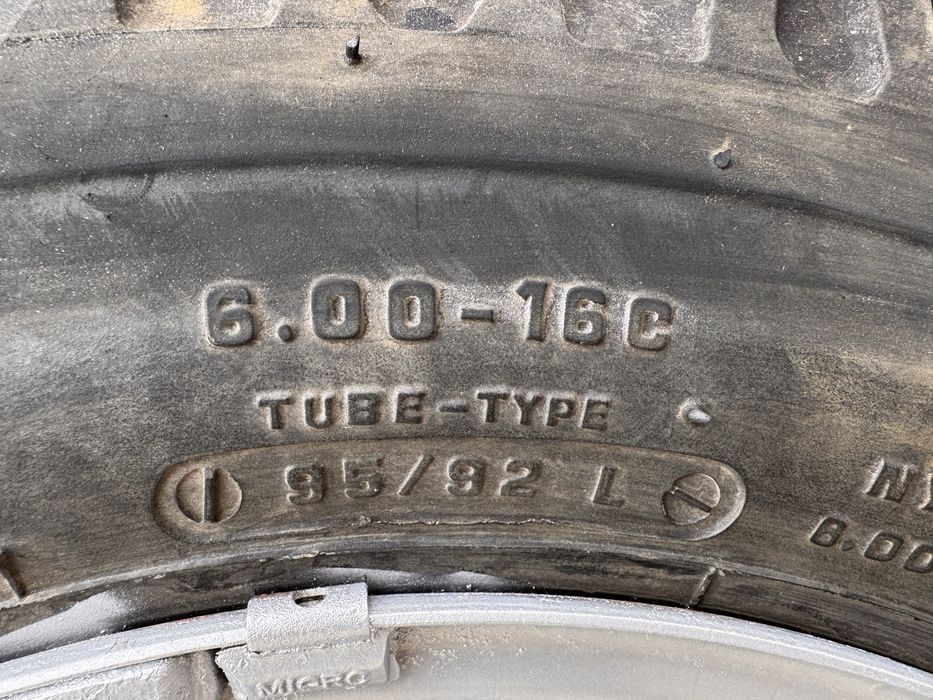 6.00-16C
TUBE-TYPE
95/92 L
MICRO